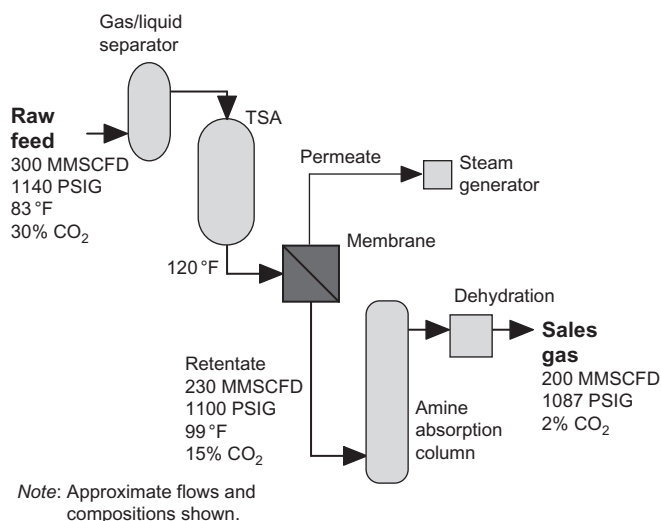 Gas/liquid
separator
Raw
feed
300 MMSCFD
1140 PSIG
83 °F
30% CO₂
TSA
Permeate
Steam
generator
Membrane
120 °F
Retentate
230 MMSCFD
1100 PSIG
99 °F
15% CO₂
Amine
absorption
column
Dehydration
Sales
gas
200 MMSCFD
1087 PSIG
2% CO₂
Note: Approximate flows and
compositions shown.